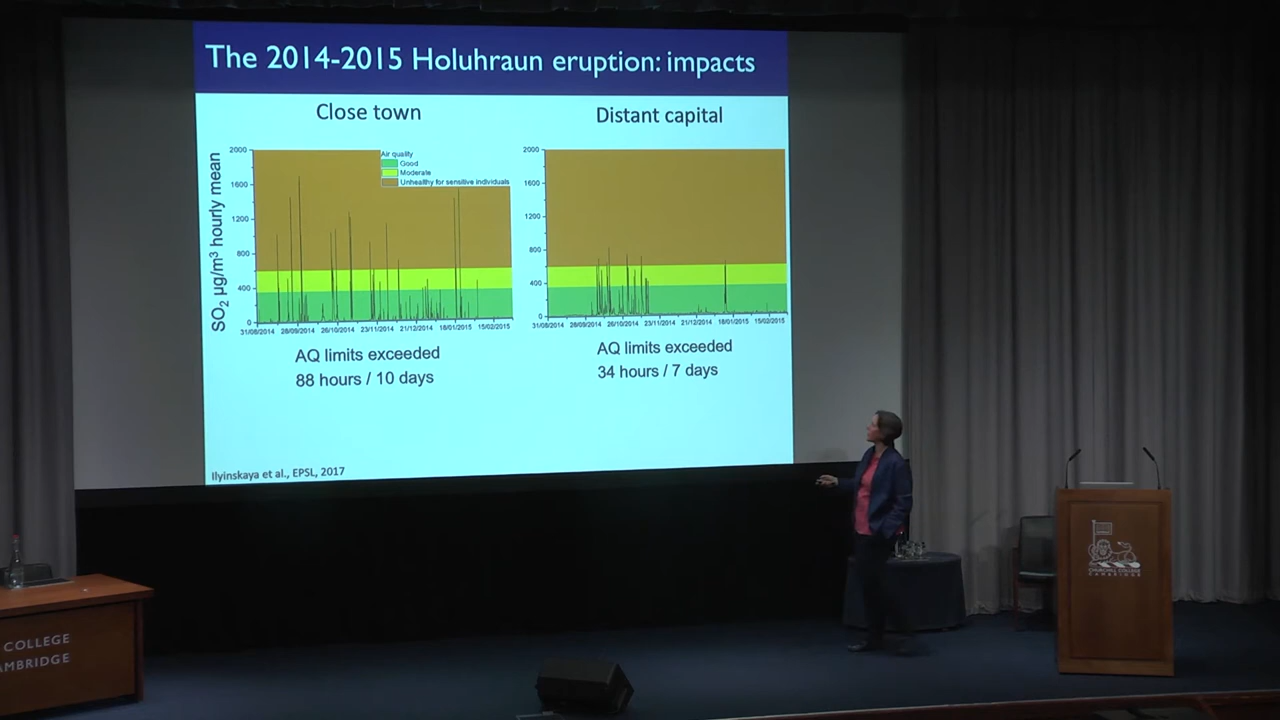 The 2014-2015 Holuhraun eruption: impacts
Close town
Distant capital
SO2 µg/m³ hourly mean
2000
1600
1200
800
400
0
Air quality
Good
Moderate
Unhealthy for sensitive individuals
31/08/2014 28/09/2014 26/10/2014 23/11/2014 21/12/2014 18/01/2015 15/02/2015
2000
1600
1200
800
400
0
31/08/2014 28/09/2014 26/10/2014 23/11/2014 21/12/2014 18/01/2015 15/02/2015
AQ limits exceeded
88 hours / 10 days
AQ limits exceeded
34 hours / 7 days
Ilyinskaya et al., EPSL, 2017
COLLEGE
AMBRIDGE
CHURCHILL COLLEGE
CAMBRIDGE